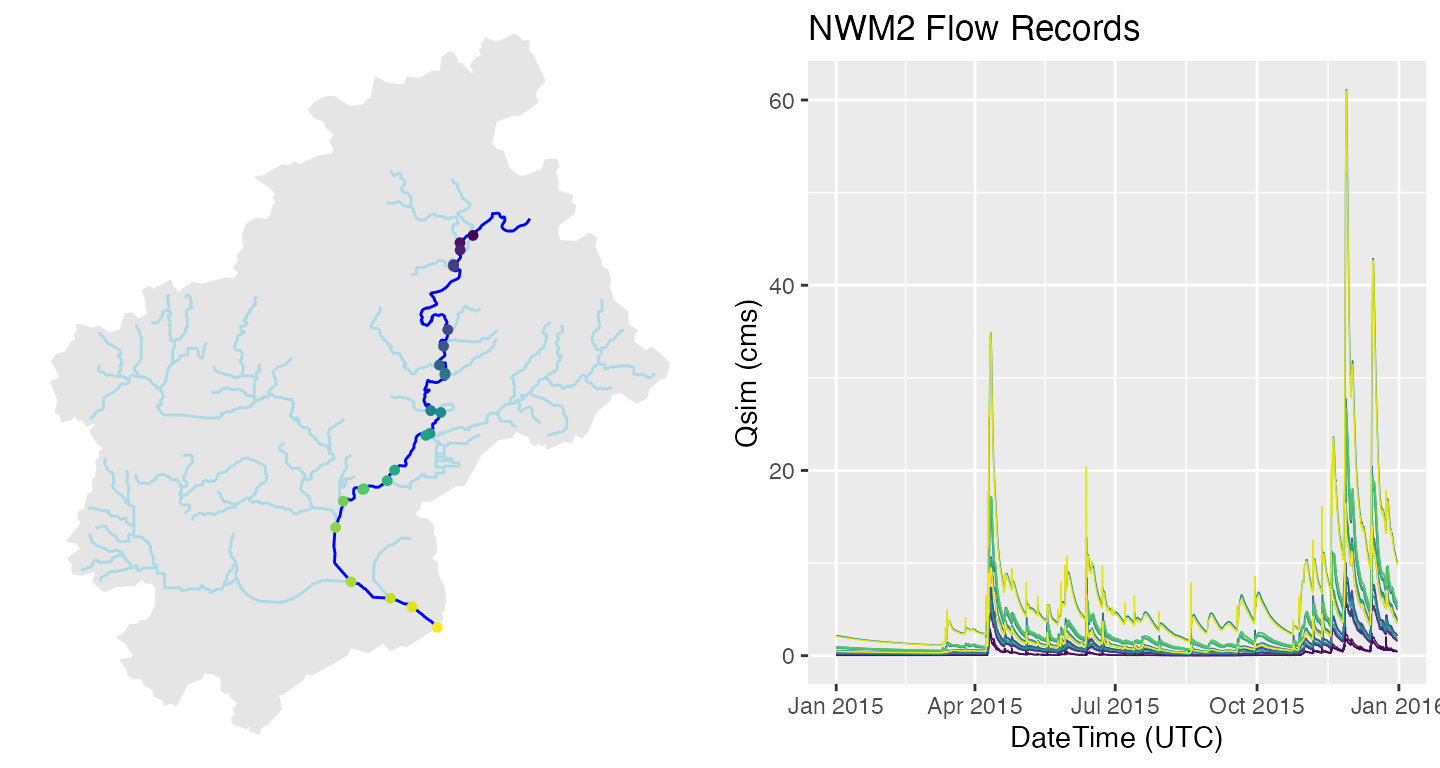 NWM2 Flow Records
Qsim (cms)
60
40
20
0
Jan 2015 Apr 2015 Jul 2015 Oct 2015 Jan 2016
DateTime (UTC)